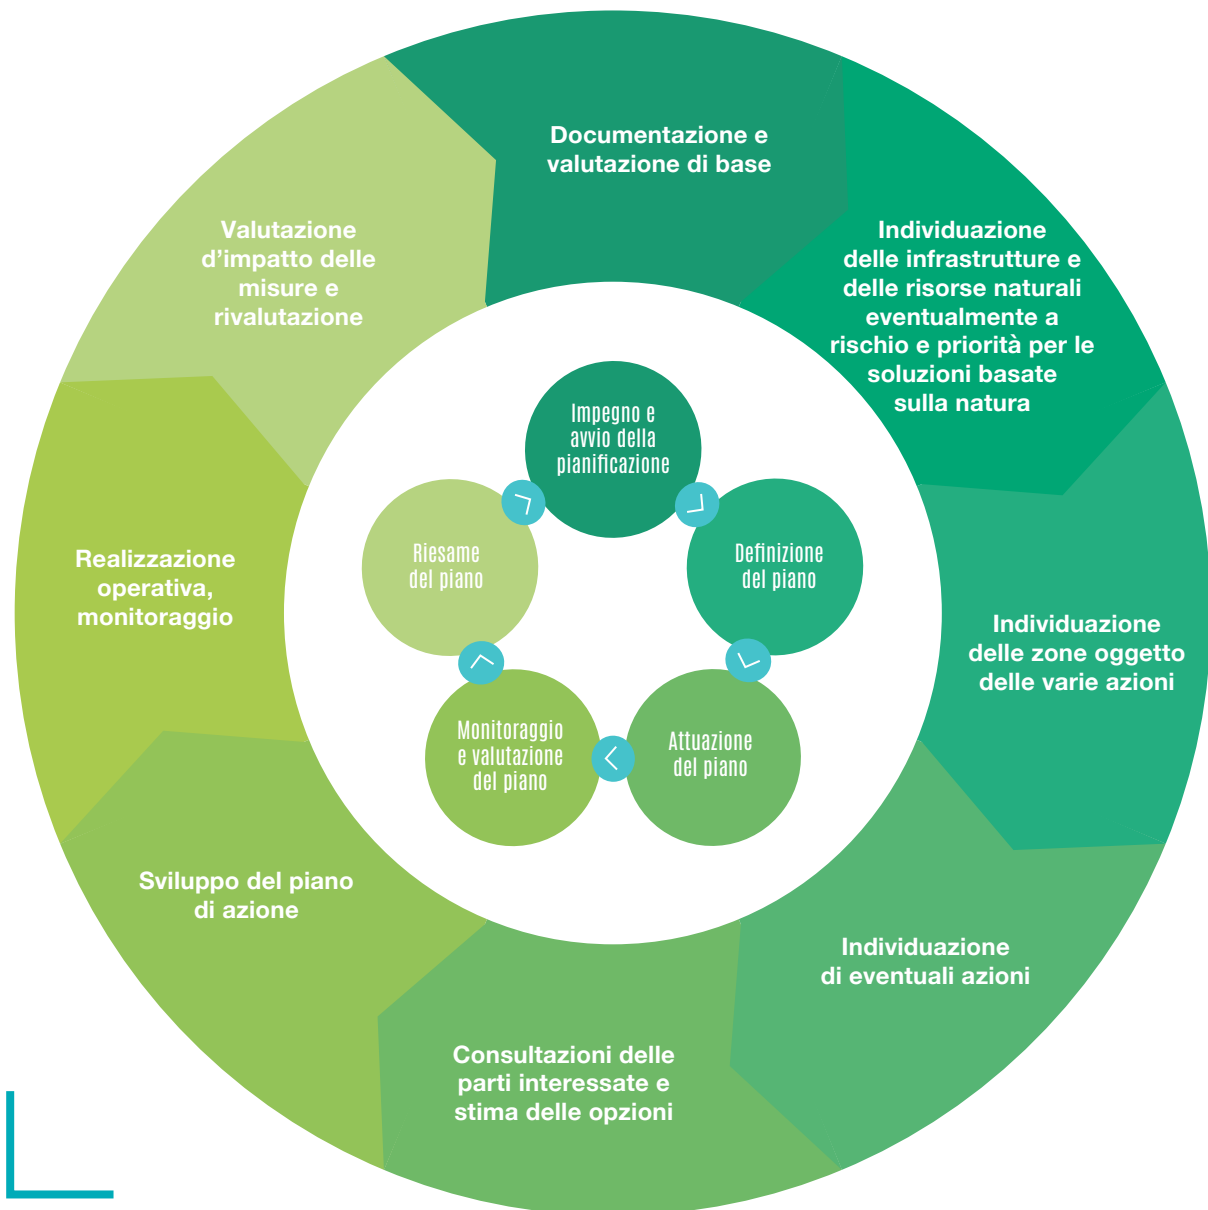 Documentazione e
valutazione di base
Individuazione
delle infrastrutture e
delle risorse naturali
eventualmente a
rischio e priorità per le
soluzioni basate
sulla natura
Individuazione
delle zone oggetto
delle varie azioni
Individuazione
di eventuali azioni
Consultazioni delle
parti interessate e
stima delle opzioni
Sviluppo del piano
di azione
Realizzazione
operativa,
monitoraggio
Valutazione
d’impatto delle
misure e
rivalutazione
Impegno e
avvio della
pianificazione
Definizione
del piano
Attuazione
del piano
Monitoraggio
e valutazione
del piano
Riesame
del piano